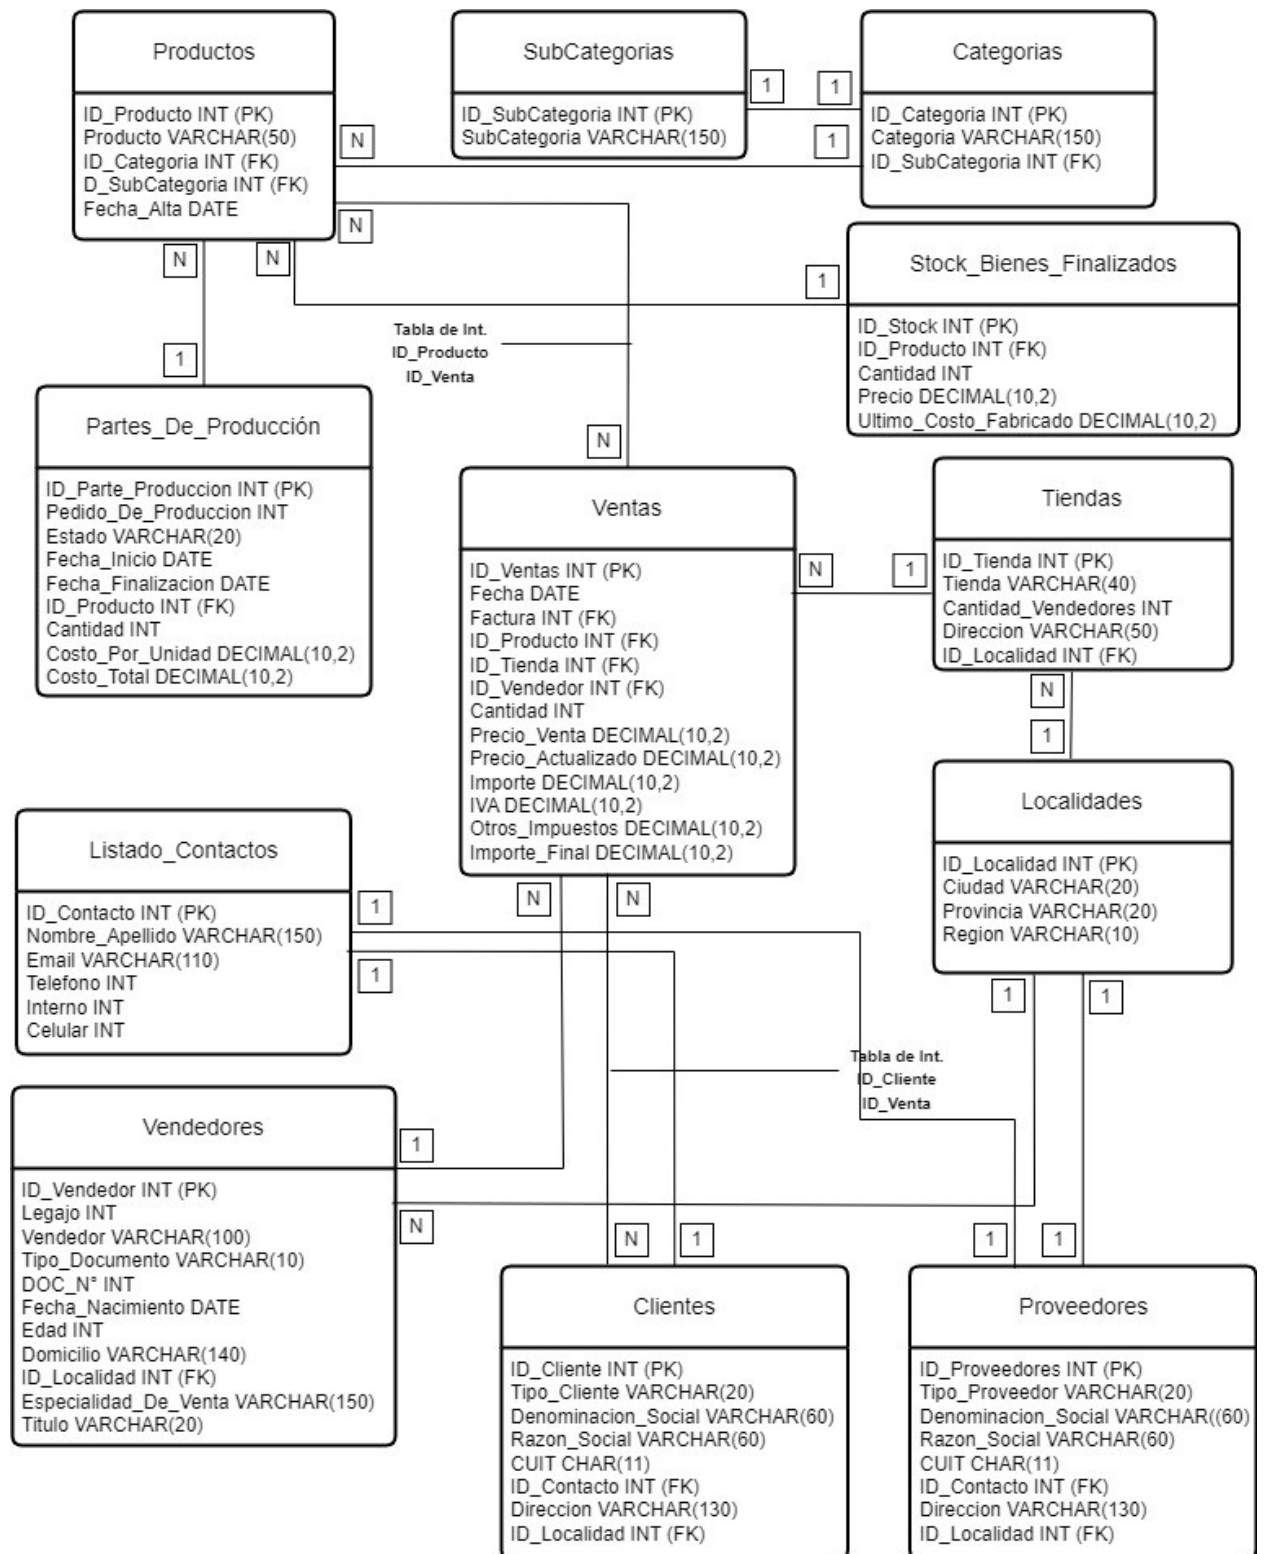 Productos
ID_Producto INT (PK)
Producto VARCHAR(50)
ID_Categoria INT (FK)
D_SubCategoria INT (FK)
Fecha_Alta DATE
SubCategorias
ID_SubCategoria INT (PK)
SubCategoria VARCHAR(150)
Categorias
ID_Categoria INT (PK)
Categoria VARCHAR(150)
ID_SubCategoria INT (FK)
1
1
N
1
N
N
N
1
1
Stock_Bienes_Finalizados
ID_Stock INT (PK)
ID_Producto INT (FK)
Cantidad INT
Precio DECIMAL(10,2)
Ultimo_Costo_Fabricado DECIMAL(10,2)
Tabla de Int.
ID_Producto
ID_Venta
Partes_De_Producción
ID_Parte_Produccion INT (PK)
Pedido_De_Produccion INT
Estado VARCHAR(20)
Fecha_Inicio DATE
Fecha_Finalizacion DATE
ID_Producto INT (FK)
Cantidad INT
Costo_Por_Unidad DECIMAL(10,2)
Costo_Total DECIMAL(10,2)
N
Ventas
ID_Ventas INT (PK)
Fecha DATE
Factura INT (FK)
ID_Producto INT (FK)
ID_Tienda INT (FK)
ID_Vendedor INT (FK)
Cantidad INT
Precio_Venta DECIMAL(10,2)
Precio_Actualizado DECIMAL(10,2)
Importe DECIMAL(10,2)
IVA DECIMAL(10,2)
Otros_Impuestos DECIMAL(10,2)
Importe_Final DECIMAL(10,2)
N
1
Tiendas
ID_Tienda INT (PK)
Tienda VARCHAR(40)
Cantidad_Vendedores INT
Direccion VARCHAR(50)
ID_Localidad INT (FK)
N
1
Localidades
ID_Localidad INT (PK)
Ciudad VARCHAR(20)
Provincia VARCHAR(20)
Region VARCHAR(10)
Listado_Contactos
ID_Contacto INT (PK)
Nombre_Apellido VARCHAR(150)
Email VARCHAR(110)
Telefono INT
Interno INT
Celular INT
1
1
N
N
1
1
Tabla de Int.
ID_Cliente
ID_Venta
Vendedores
ID_Vendedor INT (PK)
Legajo INT
Vendedor VARCHAR(100)
Tipo_Documento VARCHAR(10)
DOC_N° INT
Fecha_Nacimiento DATE
Edad INT
Domicilio VARCHAR(140)
ID_Localidad INT (FK)
Especialidad_De_Venta VARCHAR(150)
Titulo VARCHAR(20)
1
N
N
1
1
1
Clientes
ID_Cliente INT (PK)
Tipo_Cliente VARCHAR(20)
Denominacion_Social VARCHAR(60)
Razon_Social VARCHAR(60)
CUIT CHAR(11)
ID_Contacto INT (FK)
Direccion VARCHAR(130)
ID_Localidad INT (FK)
Proveedores
ID_Proveedores INT (PK)
Tipo_Proveedor VARCHAR(20)
Denominacion_Social VARCHAR((60)
Razon_Social VARCHAR(60)
CUIT CHAR(11)
ID_Contacto INT (FK)
Direccion VARCHAR(130)
ID_Localidad INT (FK)